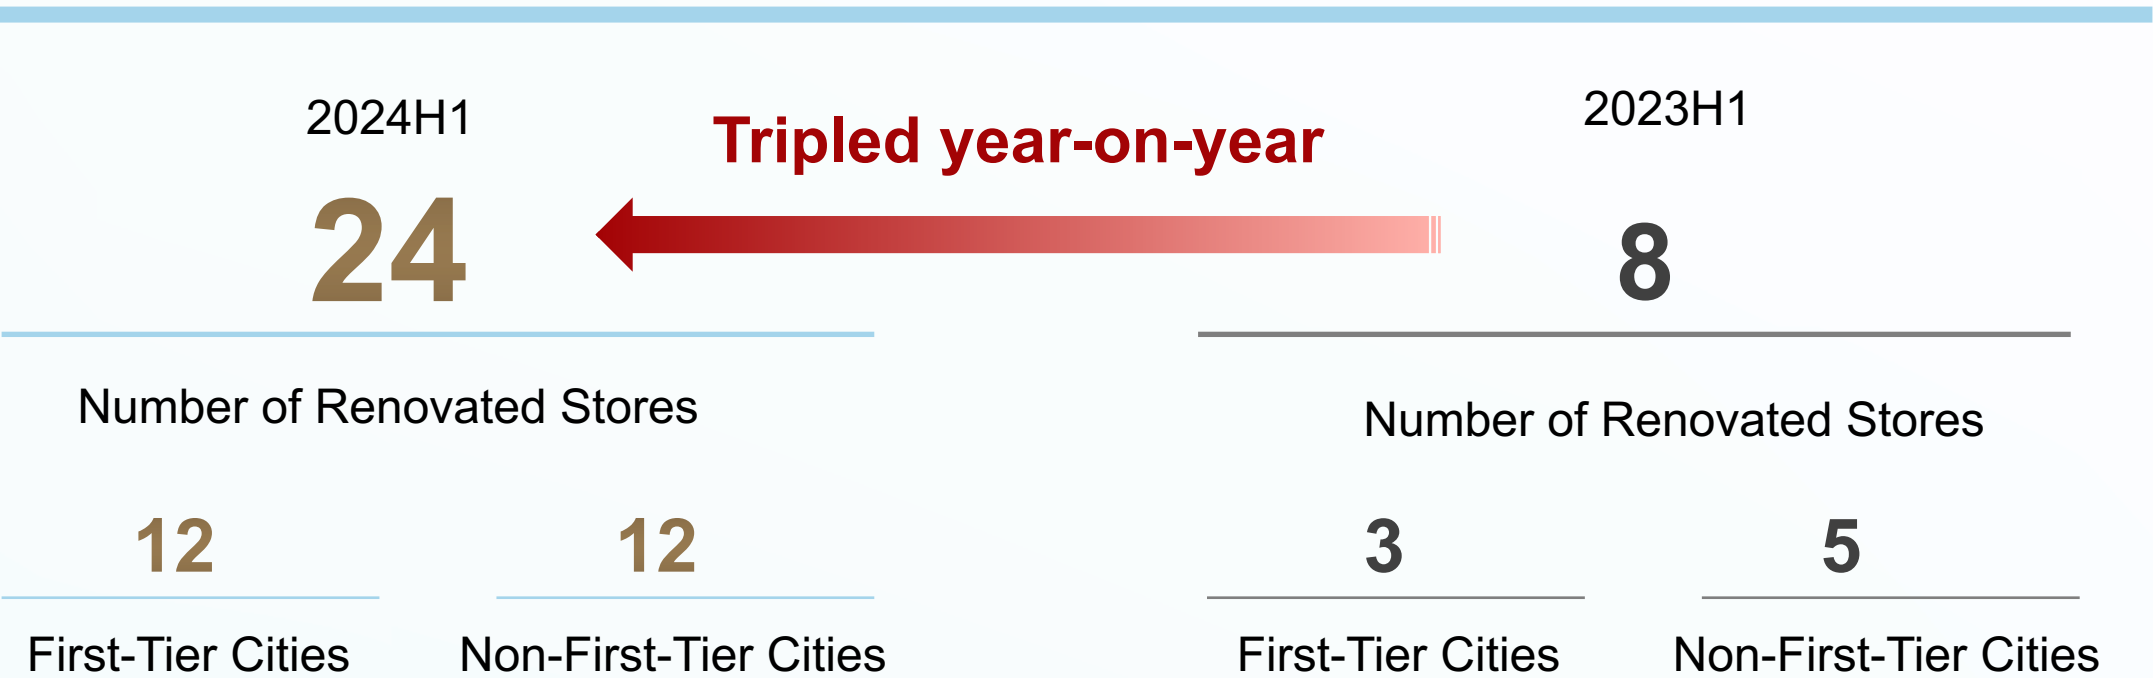 2024H1
Tripled year-on-year
2023H1
24
8
Number of Renovated Stores
Number of Renovated Stores
12
12
3
5
First-Tier Cities
Non-First-Tier Cities
First-Tier Cities
Non-First-Tier Cities